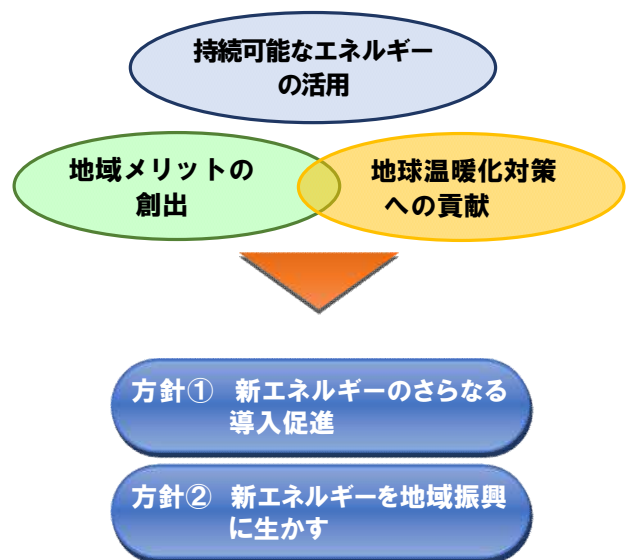 持続可能なエネルギー
の活用
地域メリットの
創出
地球温暖化対策
への貢献
方針① 新エネルギーのさらなる
導入促進
方針② 新エネルギーを地域振興
に生かす